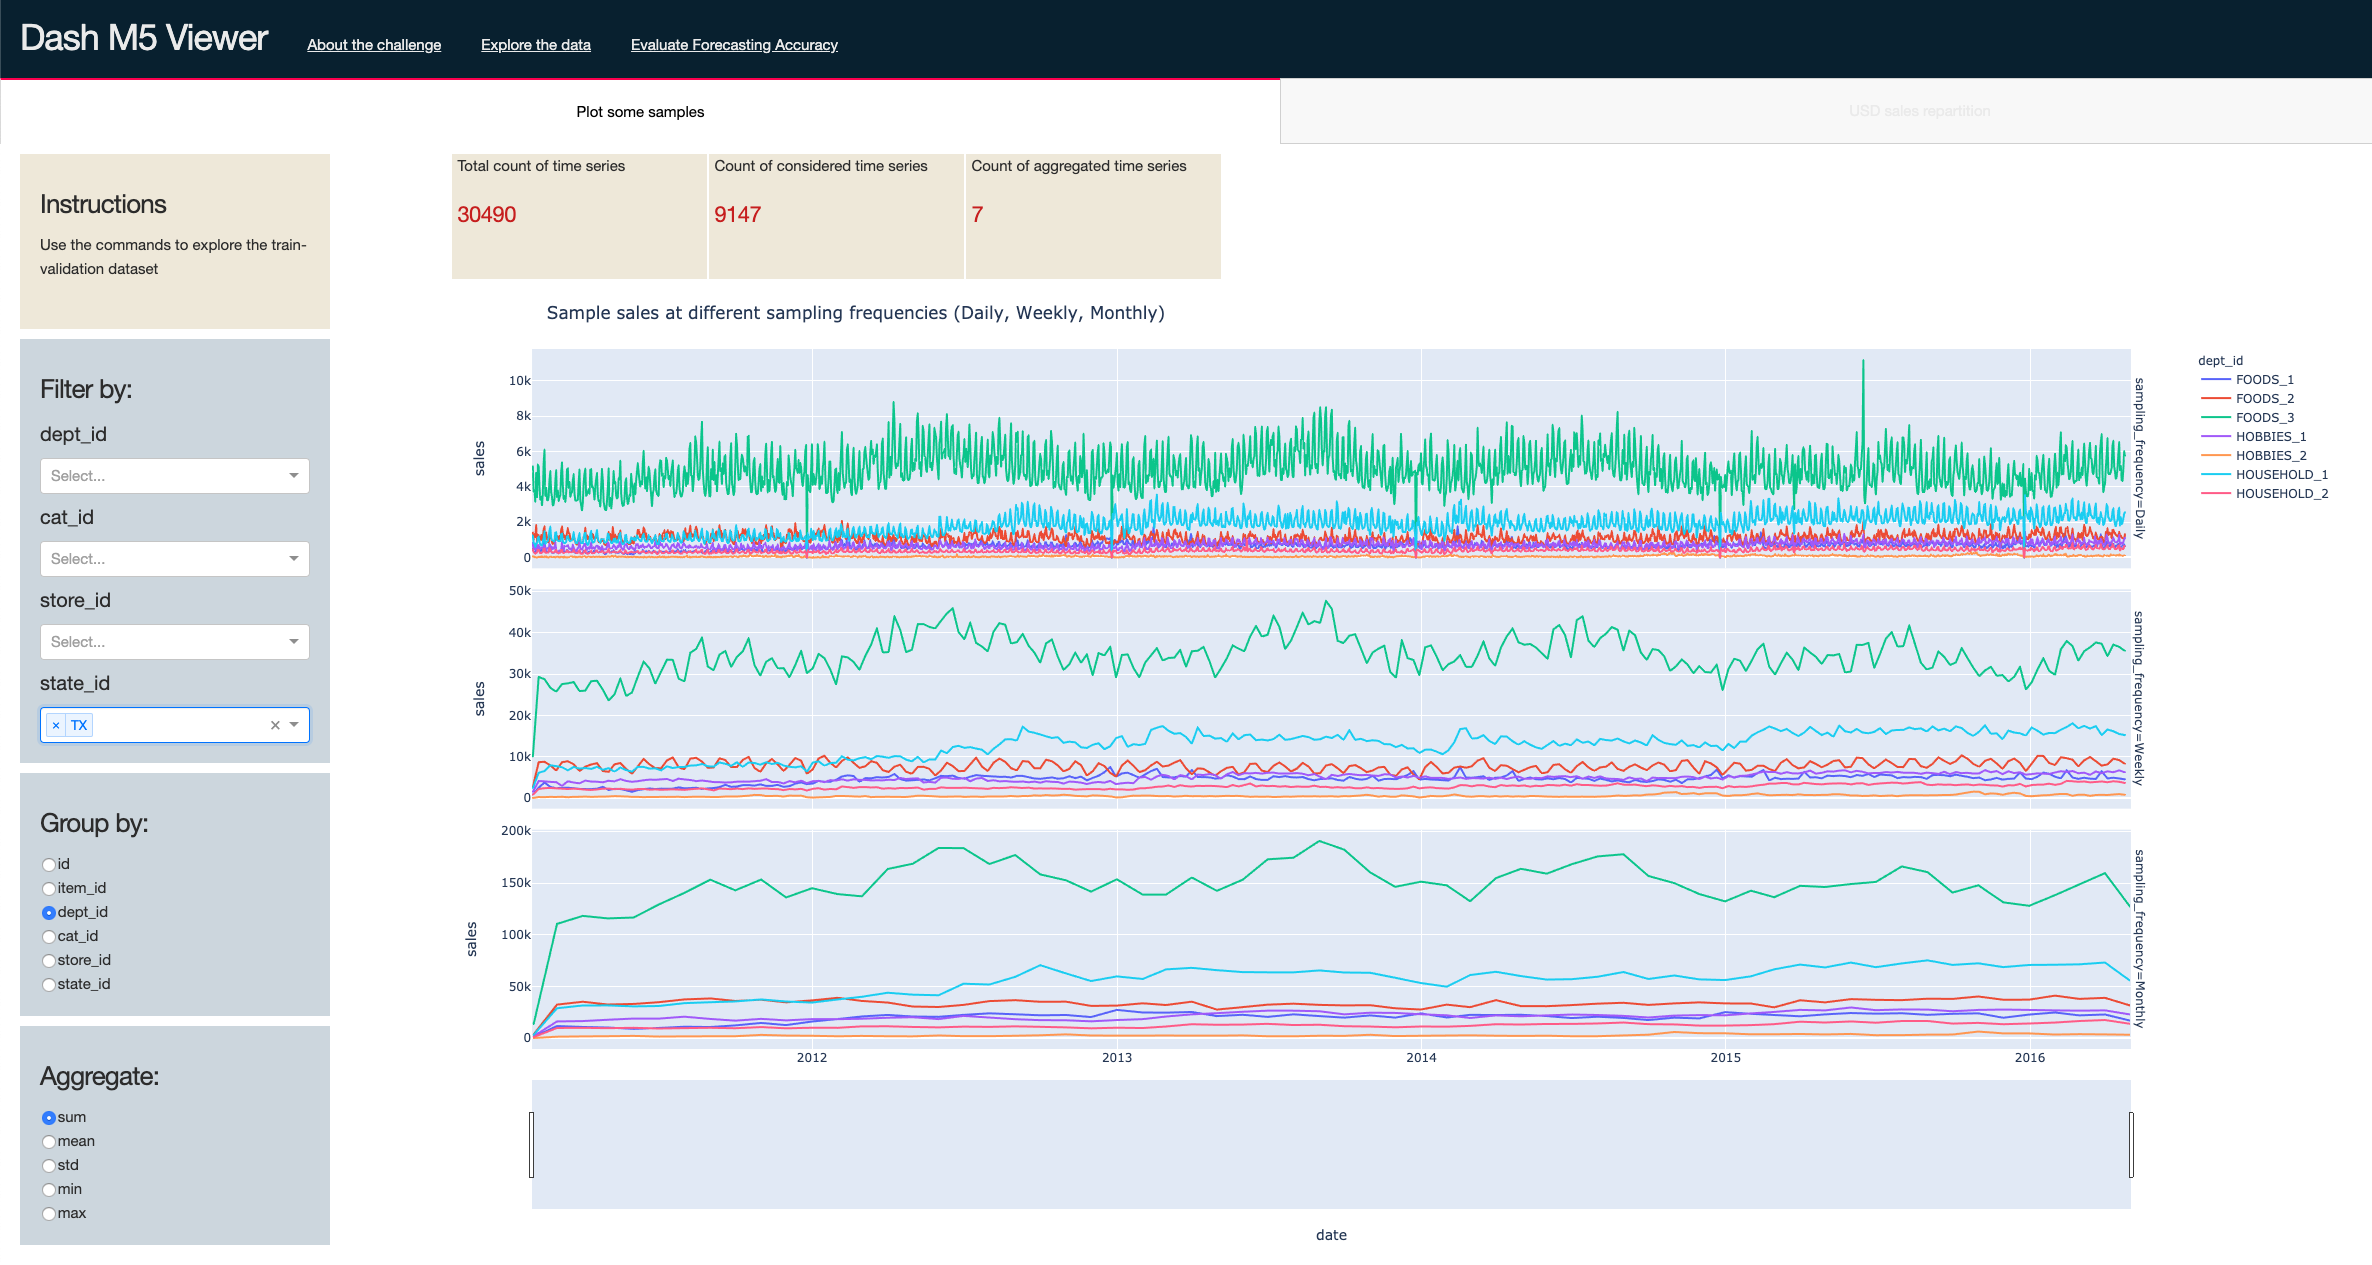 Dash M5 Viewer
About the challenge
Explore the data
Evaluate Forecasting Accuracy
Plot some samples
USD sales repartition
Instructions
Use the commands to explore the train-
validation dataset
Filter by:
dept_id
Select...
cat_id
Select...
store_id
Select...
state_id
× TX
×
Group by:
id
item_id
dept_id
cat_id
store_id
state_id
Aggregate:
sum
mean
std
min
max
Total count of time series
30490
Count of considered time series
9147
Count of aggregated time series
7
Sample sales at different sampling frequencies (Daily, Weekly, Monthly)
10k
8k
6k
4k
2k
0
sales
sampling_frequency=Daily
50k
40k
30k
20k
10k
0
sales
sampling_frequency=Weekly
200k
150k
100k
50k
0
sales
sampling_frequency=Monthly
2012
2013
2014
2015
2016
date
dept_id
FOODS_1
FOODS_2
FOODS_3
HOBBIES_1
HOBBIES_2
HOUSEHOLD_1
HOUSEHOLD_2